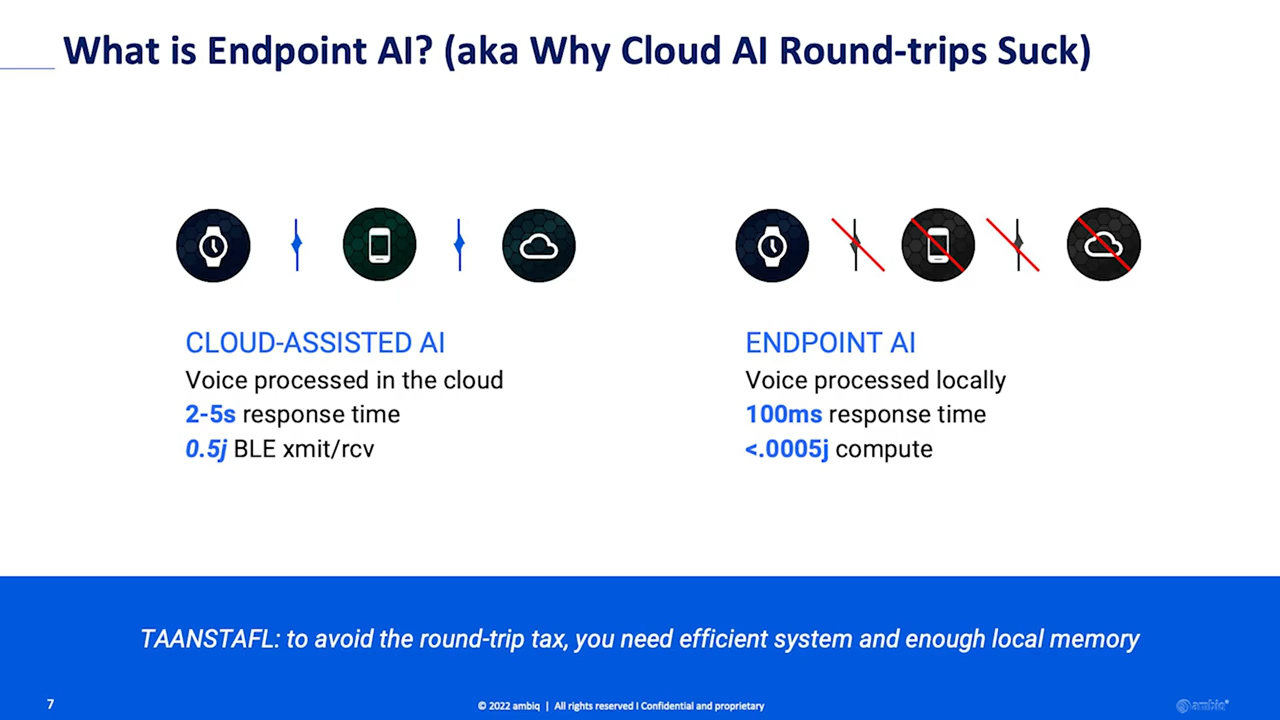 What is Endpoint AI? (aka Why Cloud AI Round-trips Suck)
CLOUD-ASSISTED AI
Voice processed in the cloud
2-5s response time
0.5j BLE xmit/rcv
ENDPOINT AI
Voice processed locally
100ms response time
<.0005j compute
TAANSTAFL: to avoid the round-trip tax, you need efficient system and enough local memory
7
© 2022 ambiq | All rights reserved I Confidential and proprietary
ambiq